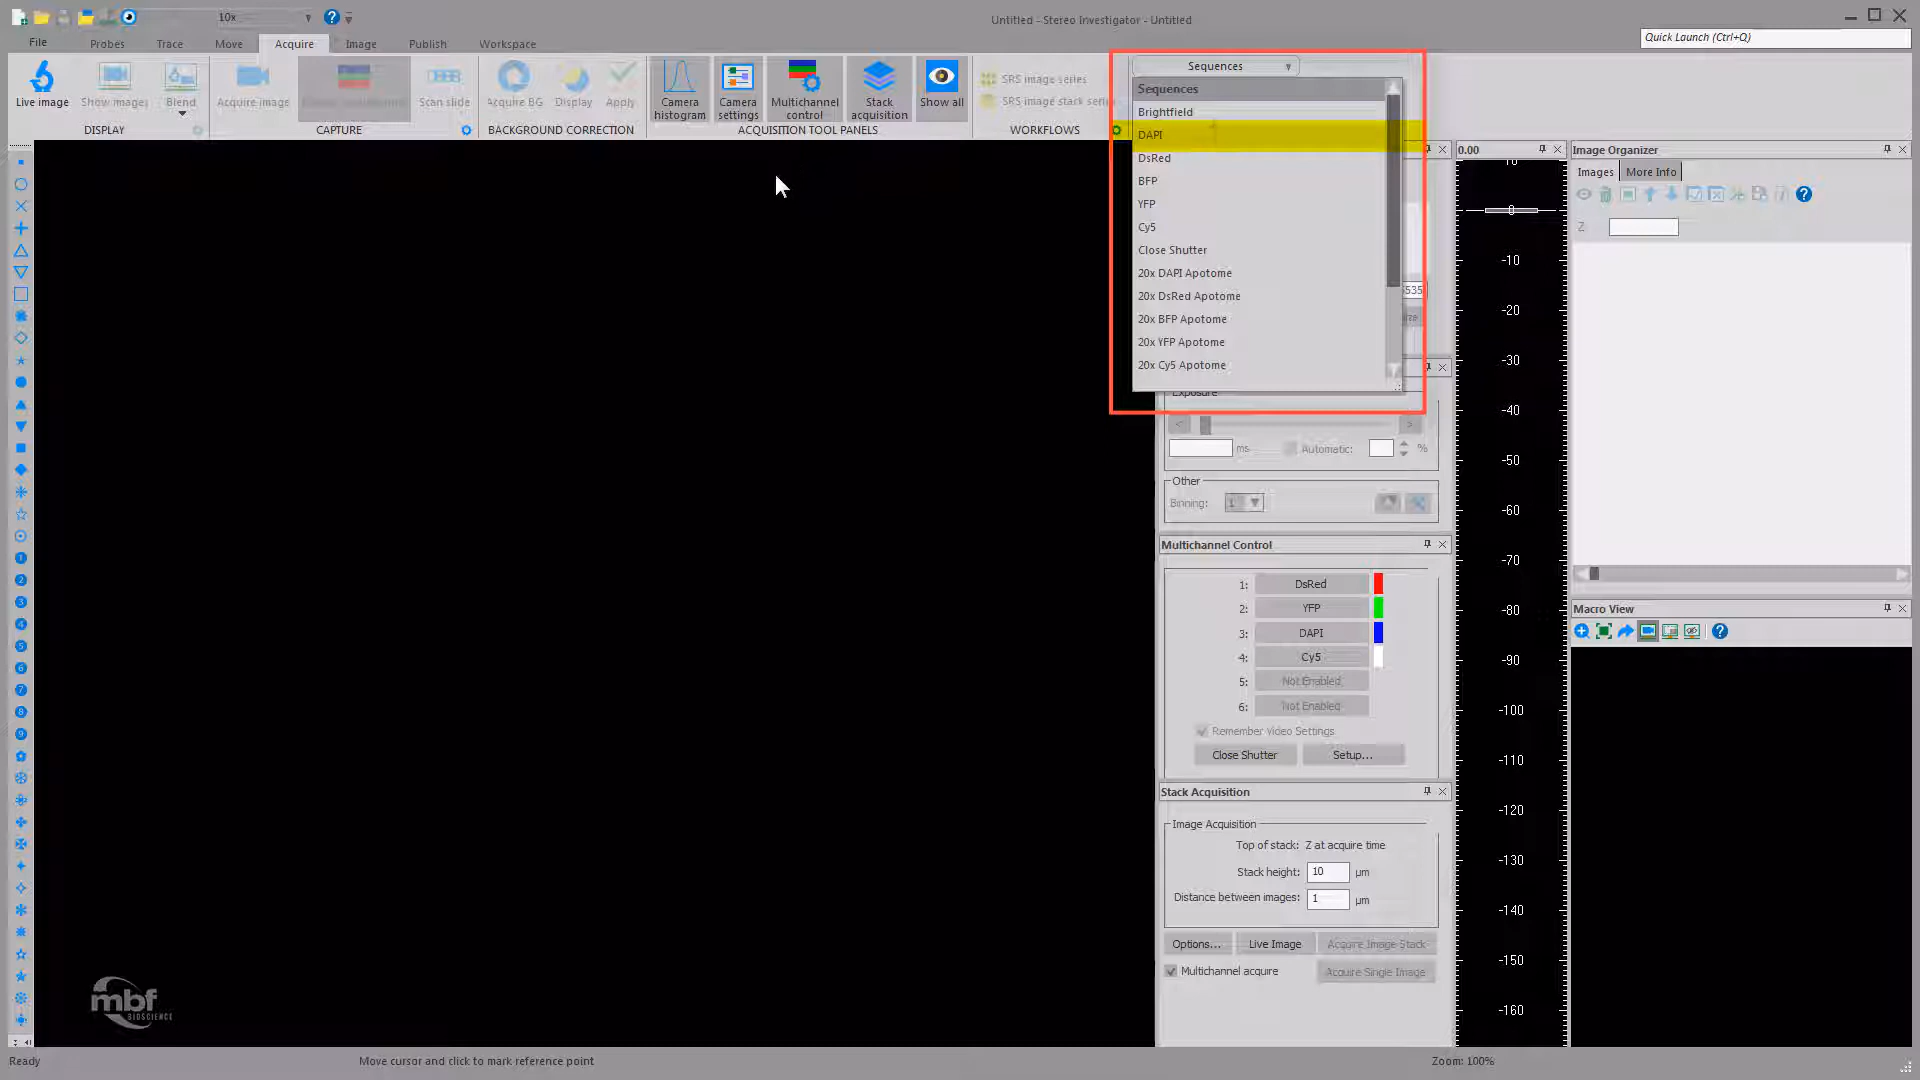 10x
Untitled - Stereo Investigator - Untitled
Quick Launch (Ctrl+Q)
File
Probes
Trace
Move
Acquire
Image
Publish
Workspace
Live image
Show images
Blend
DISPLAY
Acquire image
Scan slide
CAPTURE
Acquire BG
Display
Apply
BACKGROUND CORRECTION
Camera histogram
Camera settings
Multichannel control
Stack acquisition
Show all
ACQUISITION TOOL PANELS
SRS image series
SRS image stack series
WORKFLOWS
Sequences
Sequences
Brightfield
DAPI
DsRed
BFP
YFP
Cy5
Close Shutter
20x DAPI Apotome
20x DsRed Apotome
20x BFP Apotome
20x YFP Apotome
20x Cy5 Apotome
Exposure
ms
Automatic:
%
Other
Binning:
1
Multichannel Control
1: DsRed
2: YFP
3: DAPI
4: Cy5
5: Not Enabled
6: Not Enabled
Remember Video Settings
Close Shutter
Setup...
Stack Acquisition
Image Acquisition
Top of stack: Z at acquire time
Stack height: 10 µm
Distance between images: 1 µm
Options...
Live Image
Acquire Image Stack
Multichannel acquire
Acquire Single Image
0.00
0
-10
-20
-30
-40
-50
-60
-70
-80
-90
-100
-110
-120
-130
-140
-150
-160
Image Organizer
Images
More Info
Z
Macro View
mbf
BIOSCIENCE
Ready
Move cursor and click to mark reference point
Zoom: 100%